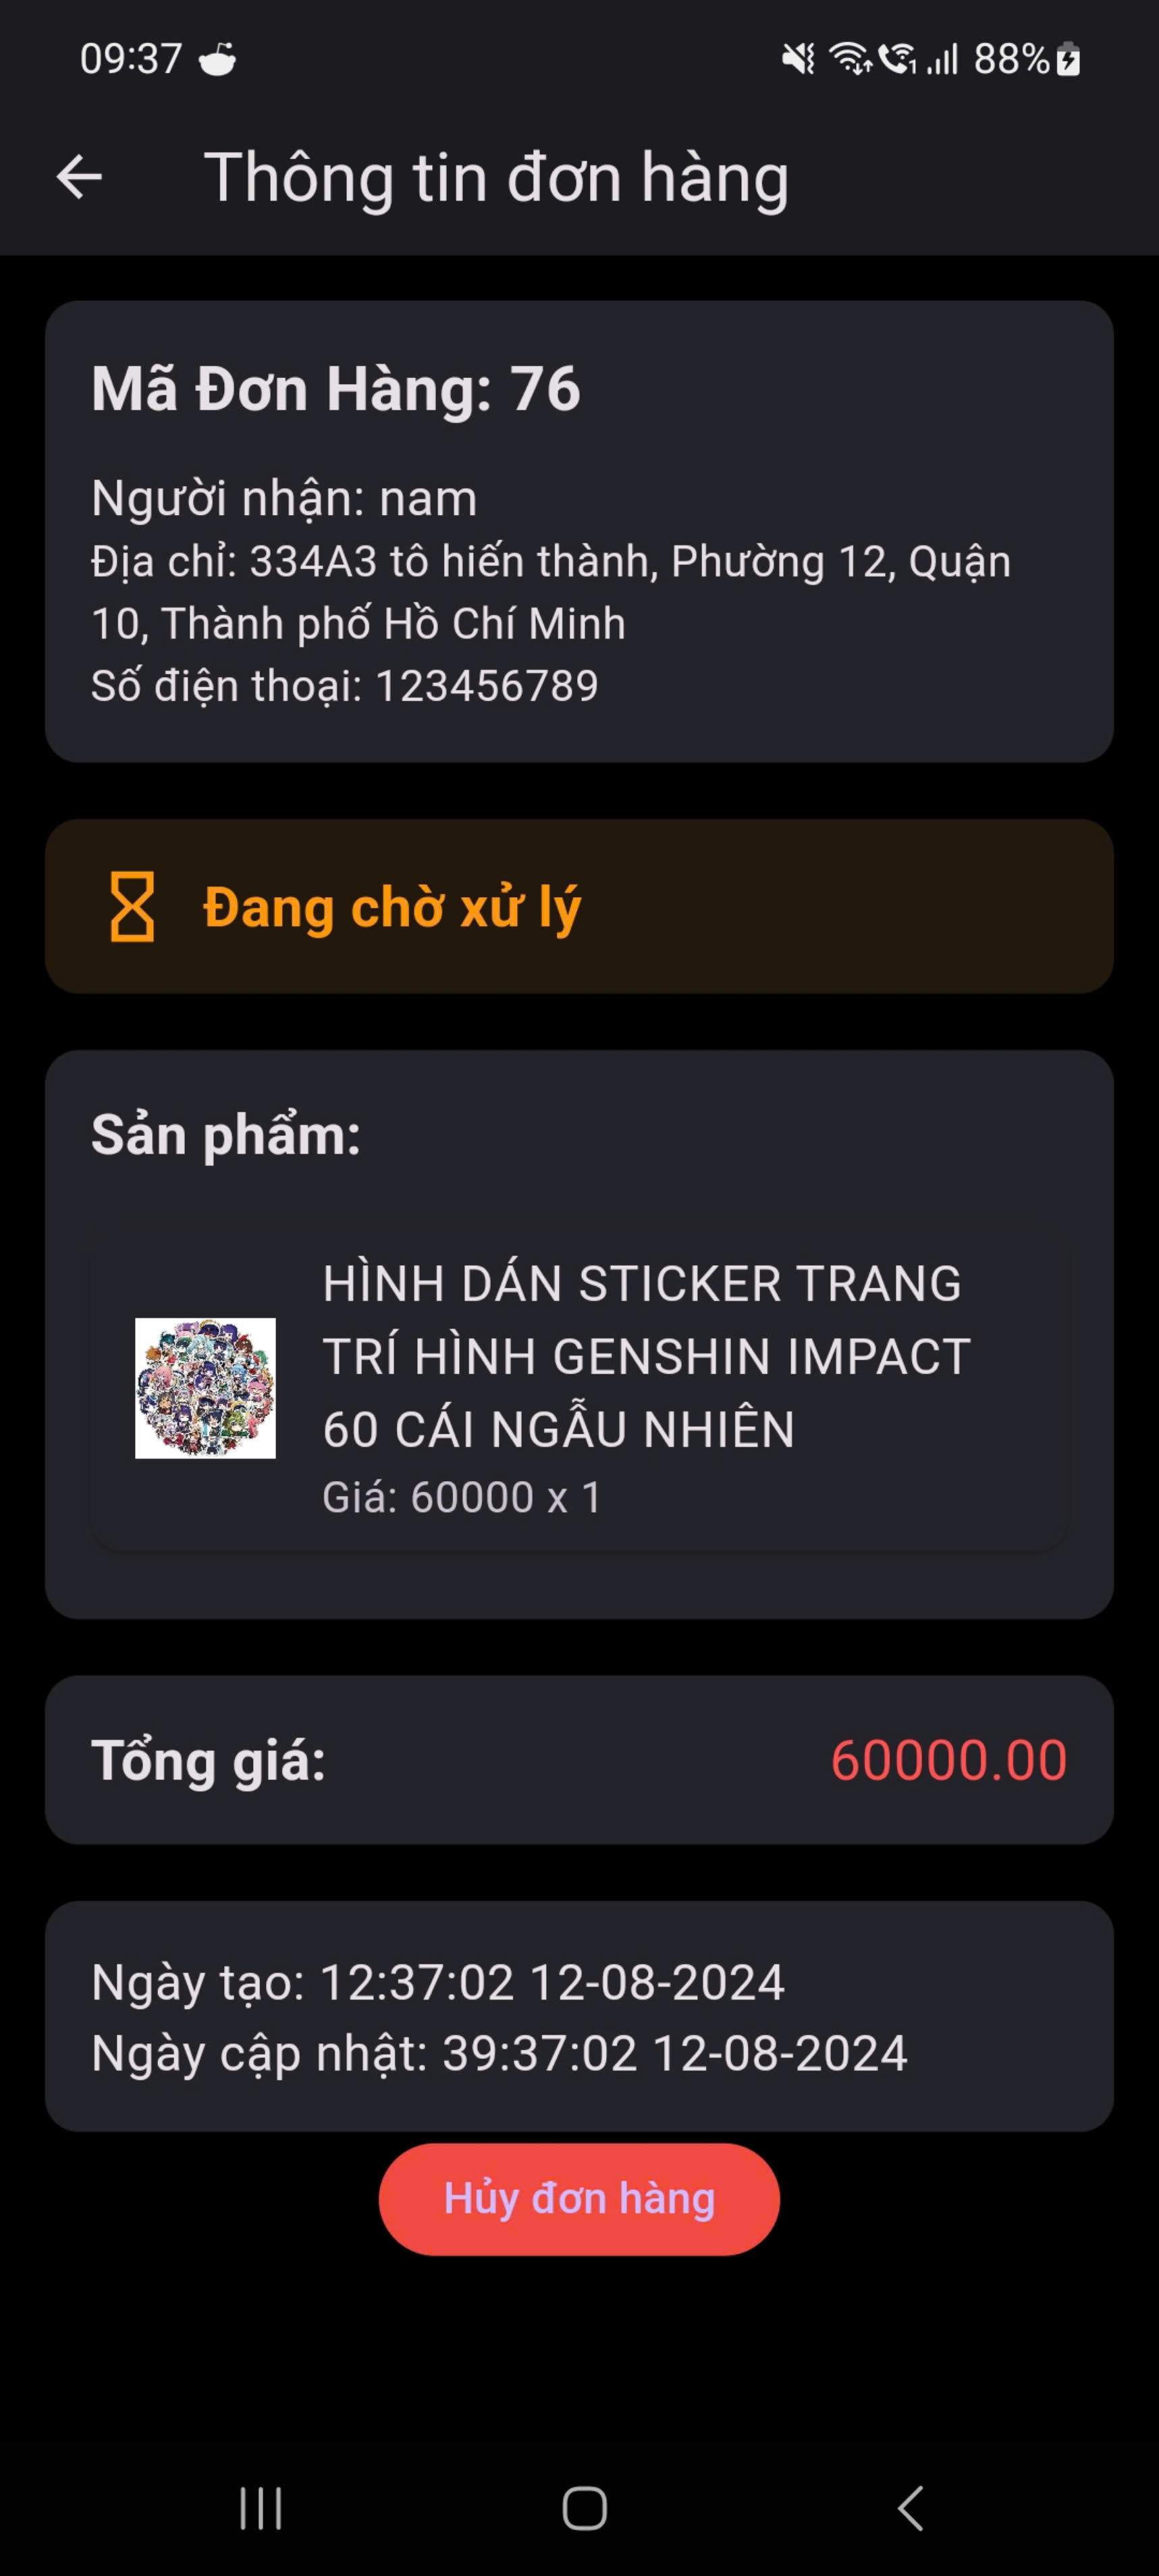 09:37
88%
Thông tin đơn hàng
Mã Đơn Hàng: 76
Người nhận: nam
Địa chỉ: 334A3 tô hiến thành, Phường 12, Quận
10, Thành phố Hồ Chí Minh
Số điện thoại: 123456789
Đang chờ xử lý
Sản phẩm:
HÌNH DÁN STICKER TRANG
TRÍ HÌNH GENSHIN IMPACT
60 CÁI NGẪU NHIÊN
Giá: 60000 x 1
Tổng giá:
60000.00
Ngày tạo: 12:37:02 12-08-2024
Ngày cập nhật: 39:37:02 12-08-2024
Hủy đơn hàng